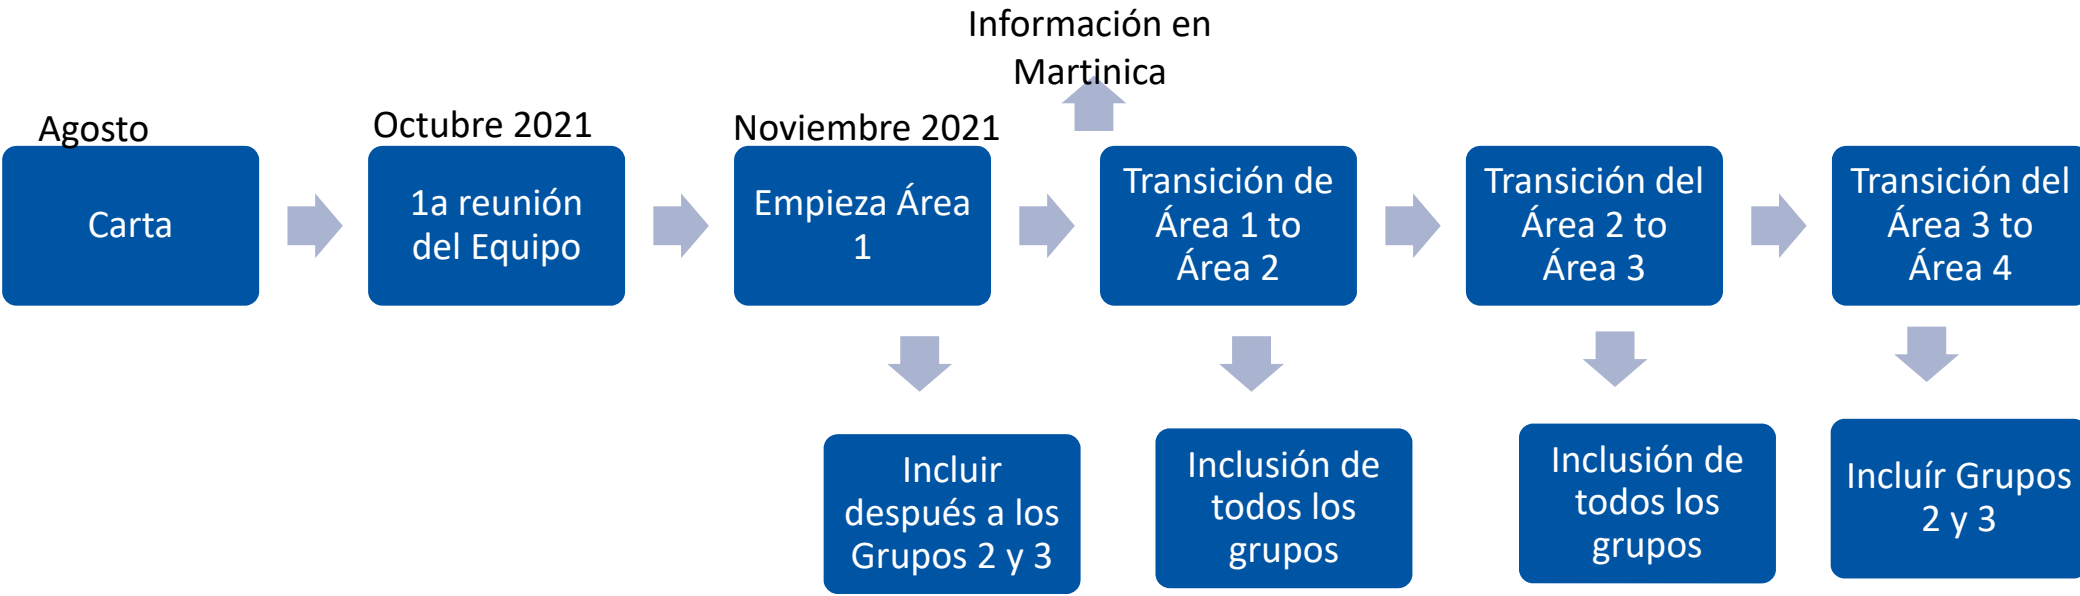 Información en
Martinica
Agosto
Octubre 2021
Noviembre 2021
Carta
1a reunión
del Equipo
Empieza Área
1
Transición de
Área 1 to
Área 2
Transición del
Área 2 to
Área 3
Transición del
Área 3 to
Área 4
Incluir
después a los
Grupos 2 y 3
Inclusión de
todos los
grupos
Inclusión de
todos los
grupos
Incluír Grupos
2 y 3